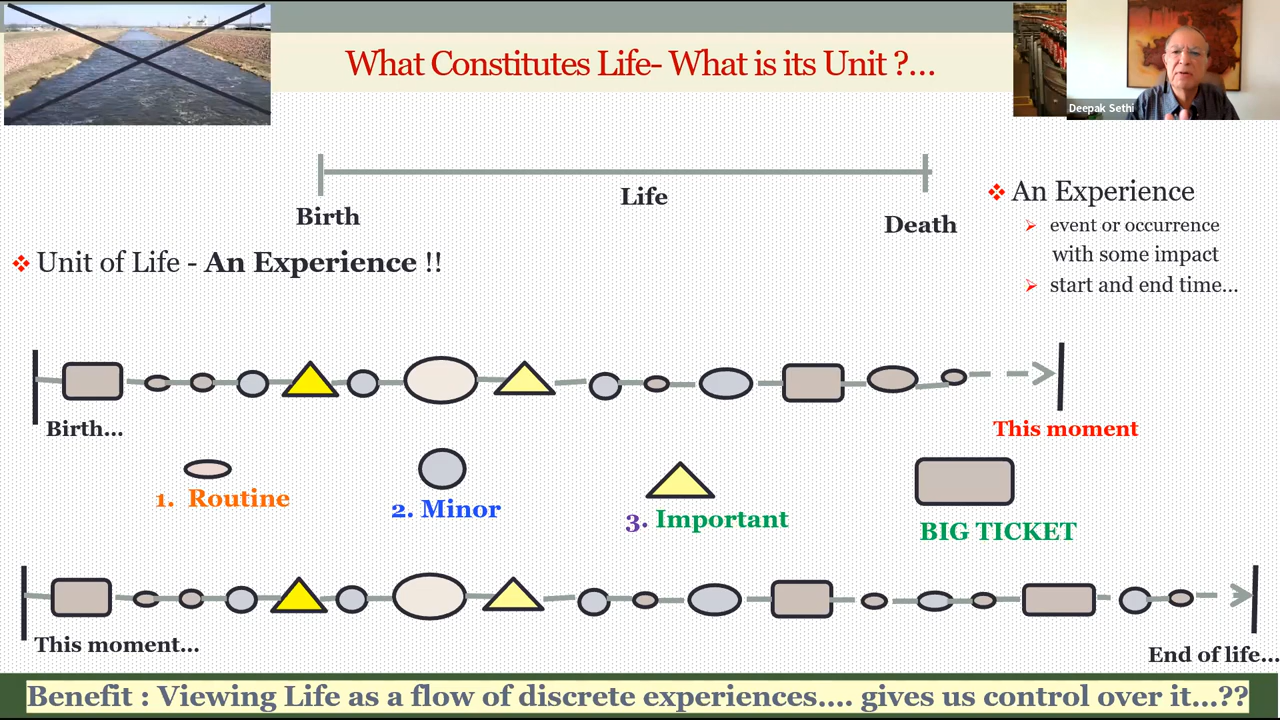 What Constitutes Life- What is its Unit ?...
Deepak Sethi
Birth
Life
Death
❖ An Experience
➢ event or occurrence
with some impact
➢ start and end time...
❖ Unit of Life - An Experience !!
Birth...
This moment
1. Routine
2. Minor
3. Important
BIG TICKET
This moment...
End of life...
Benefit : Viewing Life as a flow of discrete experiences.... gives us control over it...??